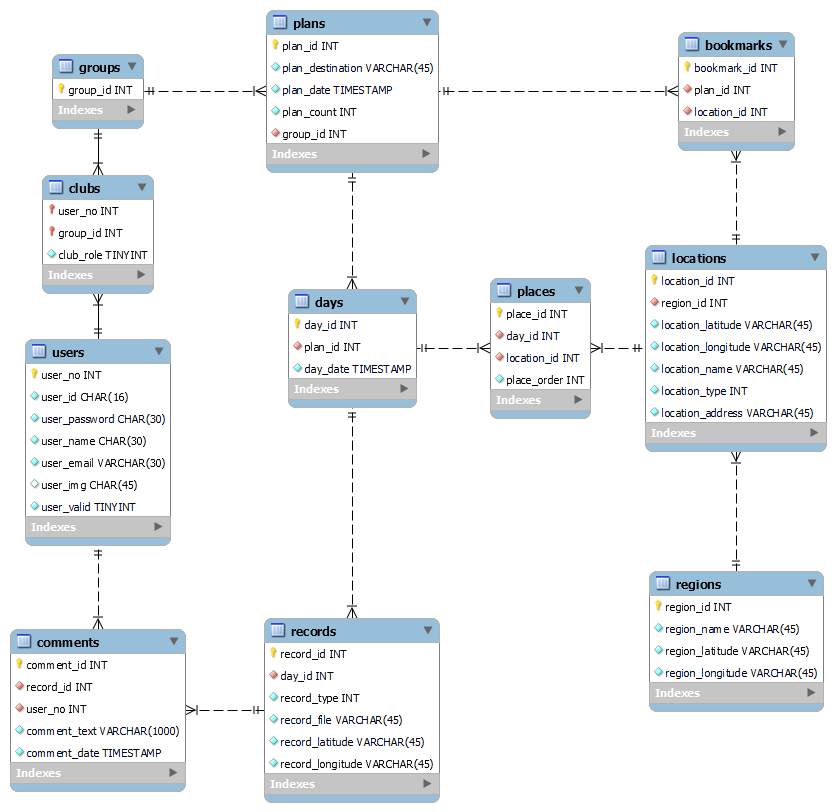 groups
group_id INT
Indexes
plans
plan_id INT
plan_destination VARCHAR(45)
plan_date TIMESTAMP
plan_count INT
group_id INT
Indexes
bookmarks
bookmark_id INT
plan_id INT
location_id INT
Indexes
clubs
user_no INT
group_id INT
club_role TINYINT
Indexes
users
user_no INT
user_id CHAR(16)
user_password CHAR(30)
user_name CHAR(30)
user_email VARCHAR(30)
user_img CHAR(45)
user_valid TINYINT
Indexes
days
day_id INT
plan_id INT
day_date TIMESTAMP
Indexes
places
place_id INT
day_id INT
location_id INT
place_order INT
Indexes
locations
location_id INT
region_id INT
location_latitude VARCHAR(45)
location_longitude VARCHAR(45)
location_name VARCHAR(45)
location_type INT
location_address VARCHAR(45)
Indexes
comments
comment_id INT
record_id INT
user_no INT
comment_text VARCHAR(1000)
comment_date TIMESTAMP
Indexes
records
record_id INT
day_id INT
record_type INT
record_file VARCHAR(45)
record_latitude VARCHAR(45)
record_longitude VARCHAR(45)
Indexes
regions
region_id INT
region_name VARCHAR(45)
region_latitude VARCHAR(45)
region_longitude VARCHAR(45)
Indexes